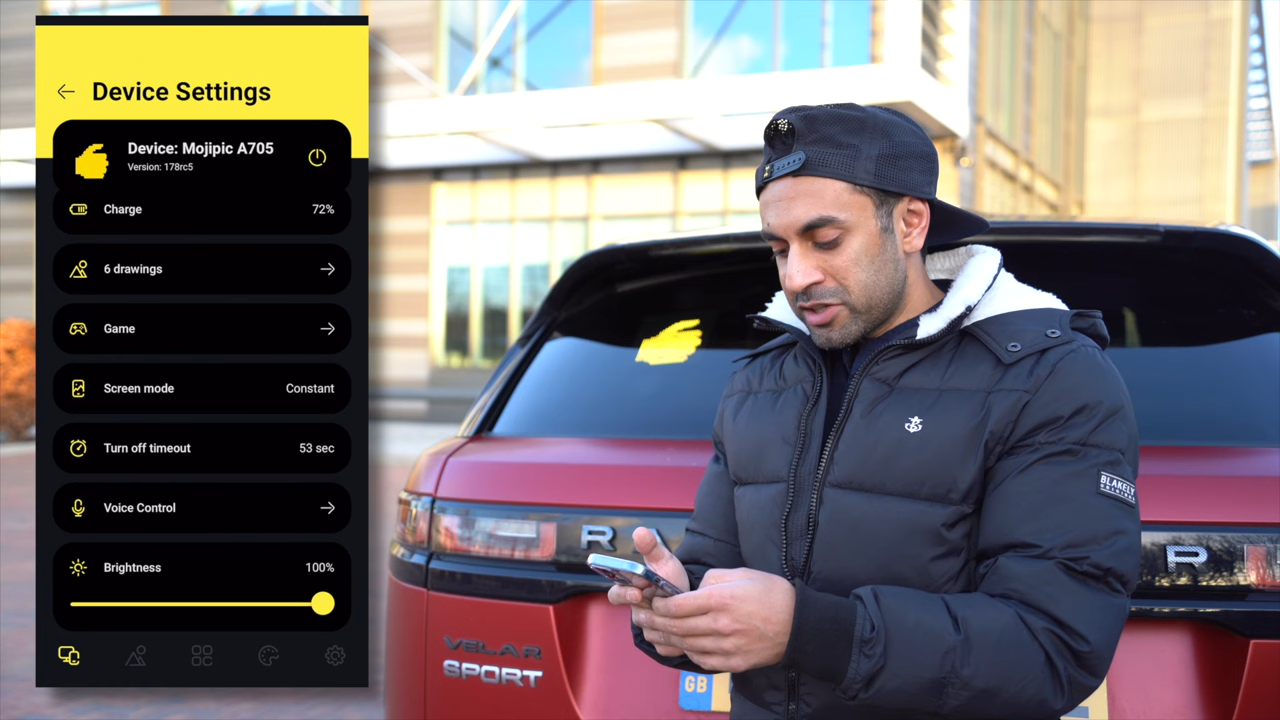 Device Settings
Device: Mojipic A705
Version: 178rc5
Charge 72%
6 drawings
Game
Screen mode Constant
Turn off timeout 53 sec
Voice Control
Brightness 100%
BLAKELY
R
R
VELAR
SPORT
GB